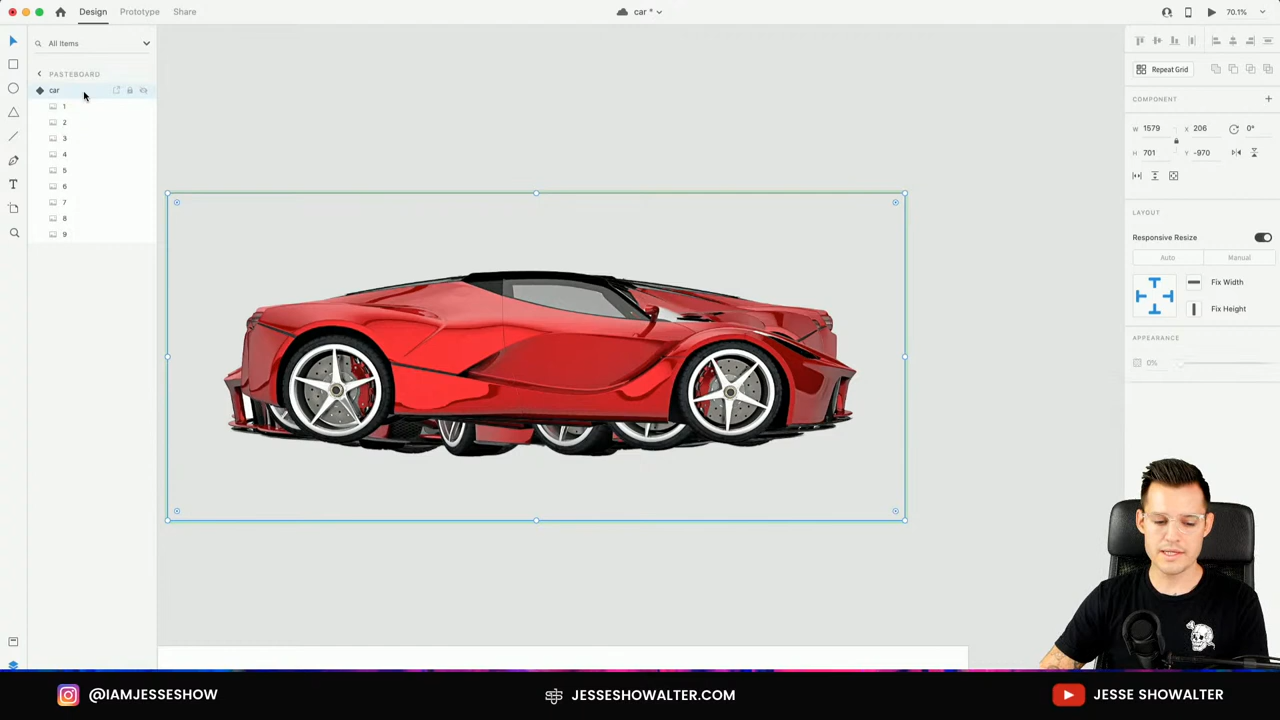 Design Prototype Share
car *
70.1%
All Items
PASTEBOARD
car
1
2
3
4
5
6
7
8
9
Repeat Grid
COMPONENT
W 1579 X 206 0°
H 701 Y -970
LAYOUT
Responsive Resize
Auto Manual
Fix Width
Fix Height
APPEARANCE
0%
@IAMJESSESHOW JESSESHOWALTER.COM JESSE SHOWALTER